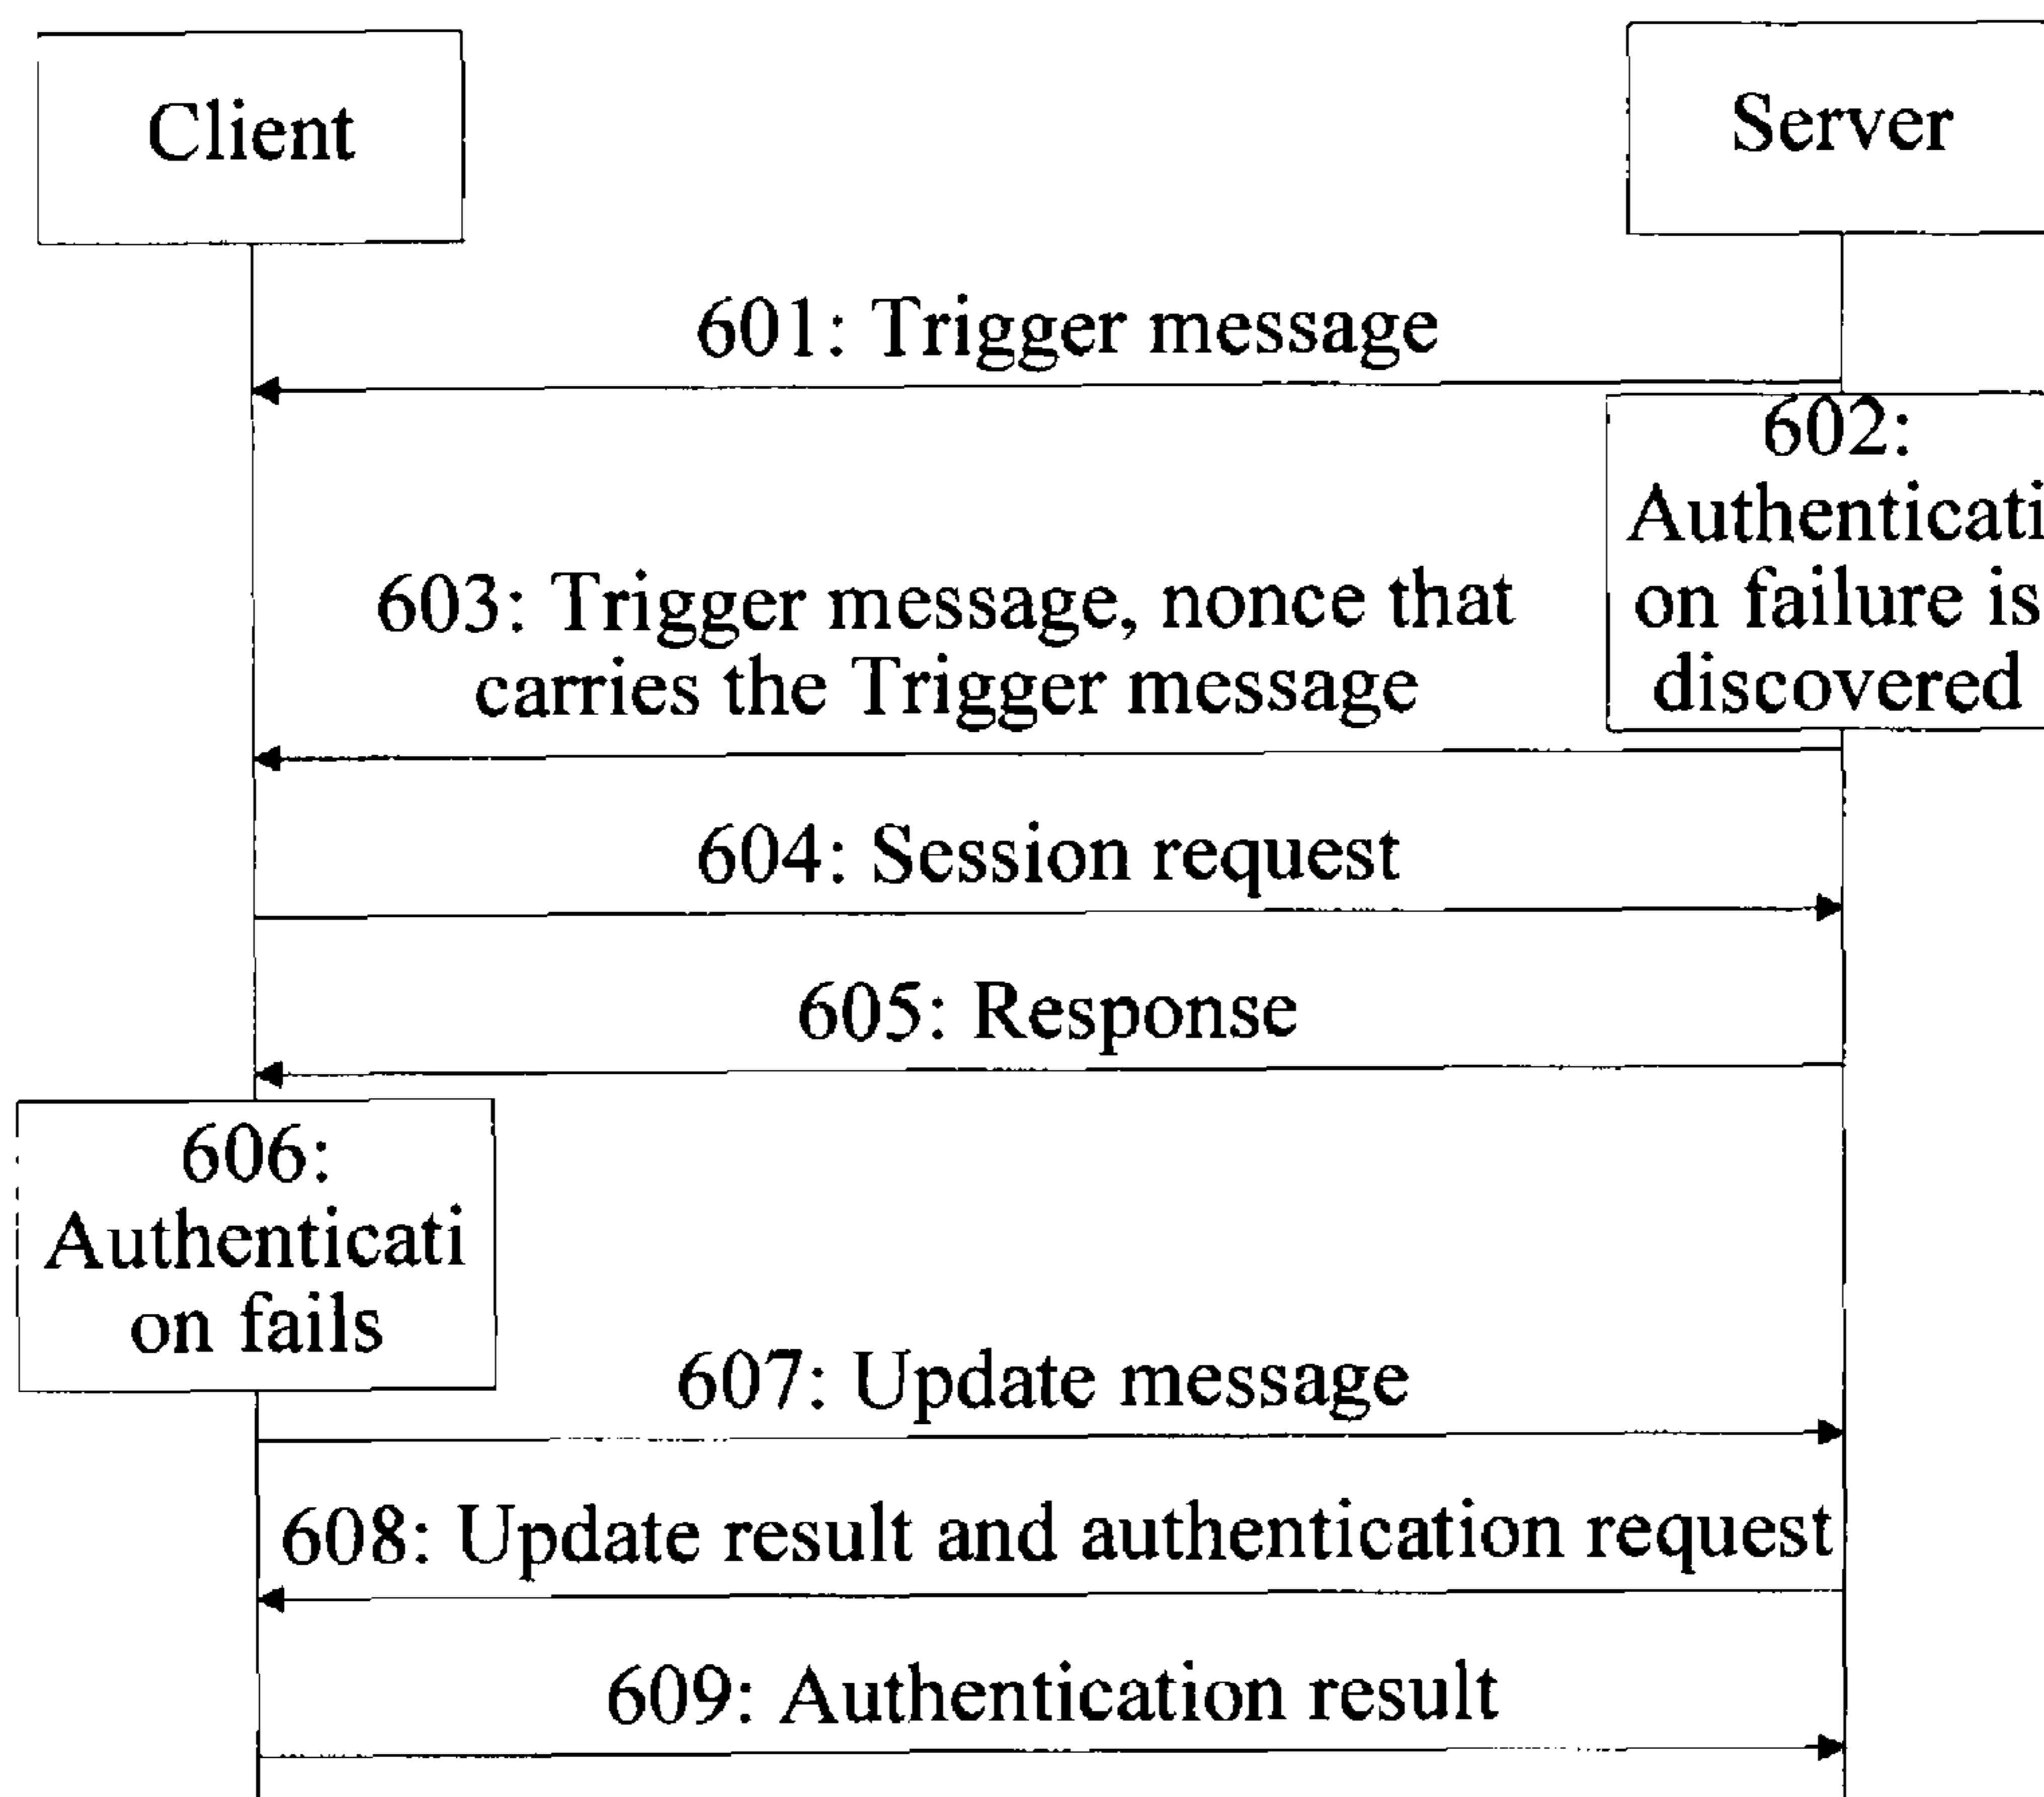 Client
Server
601: Trigger message
602:
Authenticati
on failure is
discovered
603: Trigger message, nonce that
carries the Trigger message
604: Session request
605: Response
606:
Authenticati
on fails
607: Update message
608: Update result and authentication request
609: Authentication result